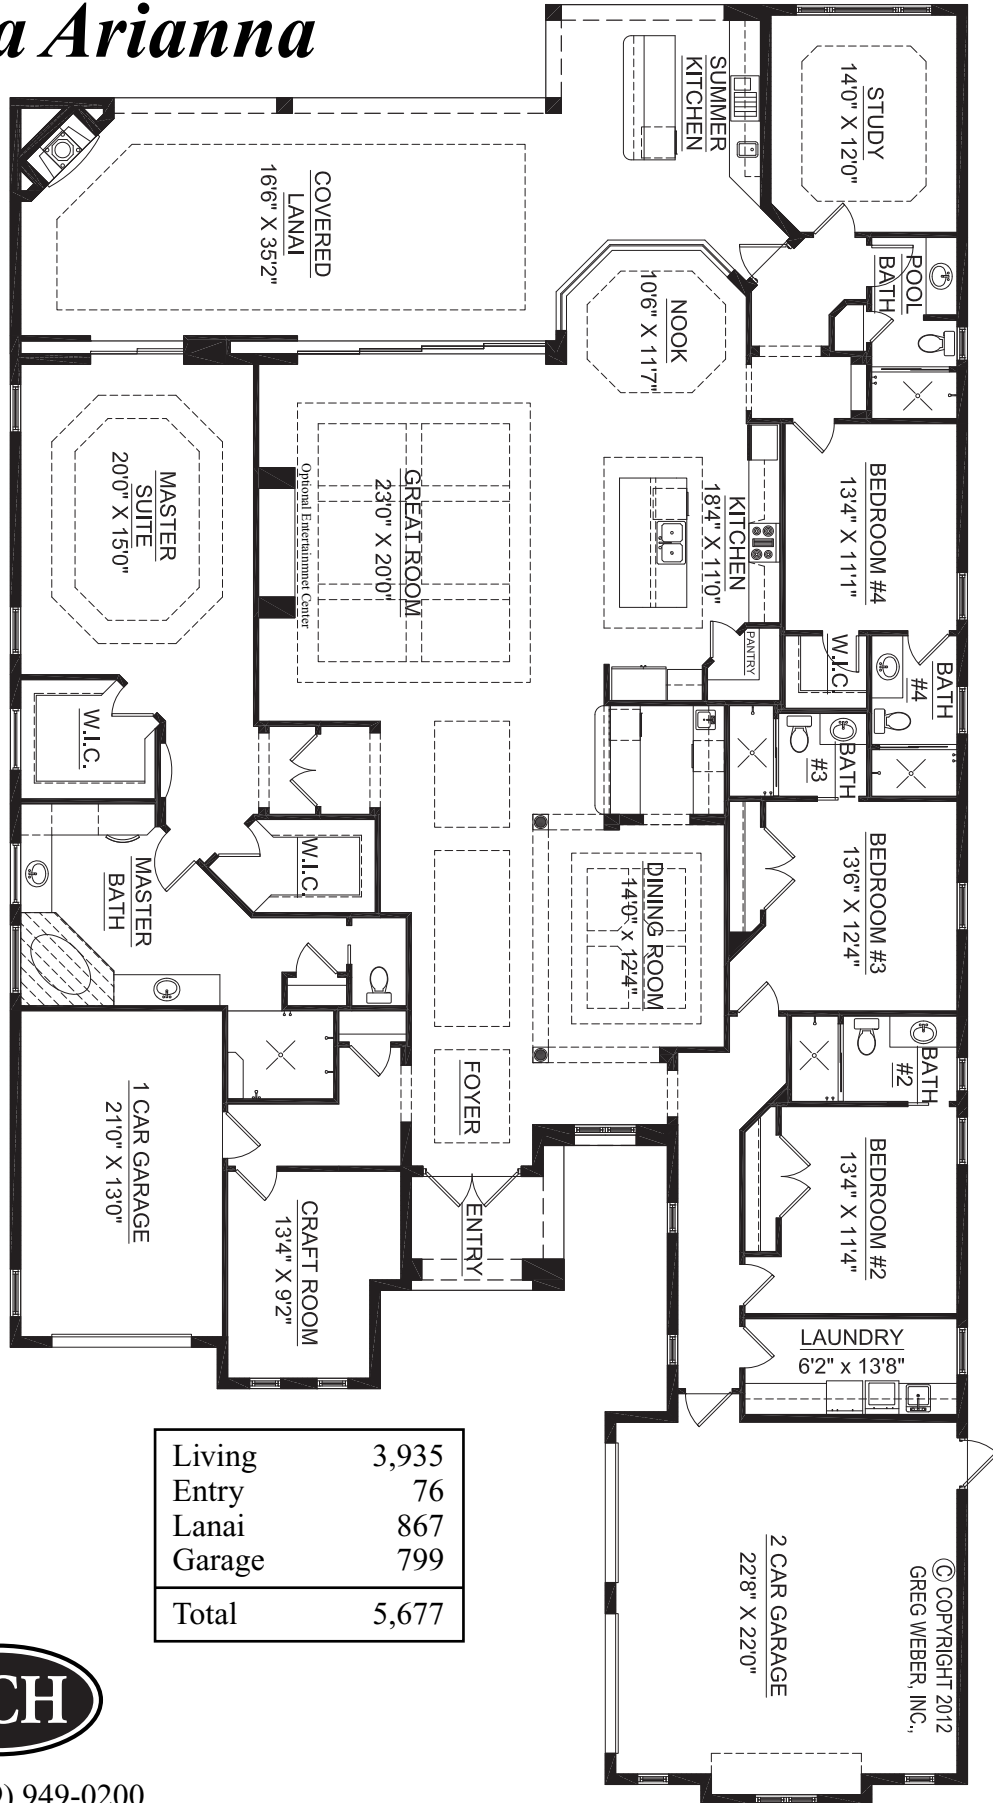 a Arianna
STUDY
14'0" X 12'0"
SUMMER
KITCHEN
COVERED
LANAI
16'6" X 35'2"
POOL
BATH
NOOK
10'6" X 11'7"
MASTER
SUITE
20'0" X 15'0"
Optional Entertainmnet Center
GREAT ROOM
23'0" X 20'0"
KITCHEN
18'4" X 11'0"
BEDROOM #4
13'4" X 11'1"
PANTRY
W.I.C.
BATH
#4
W.I.C.
BATH
#3
W.I.C.
MASTER
BATH
DINING ROOM
14'0" x 12'4"
BEDROOM #3
13'6" X 12'4"
FOYER
BATH
#2
1 CAR GARAGE
21'0" X 13'0"
CRAFT ROOM
13'4" X 9'2"
ENTRY
BEDROOM #2
13'4" X 11'4"
LAUNDRY
6'2" x 13'8"
Living 3,935
Entry 76
Lanai 867
Garage 799
Total 5,677
2 CAR GARAGE
22'8" X 22'0"
© COPYRIGHT 2012
GREG WEBER, INC.,
CH
) 949-0200